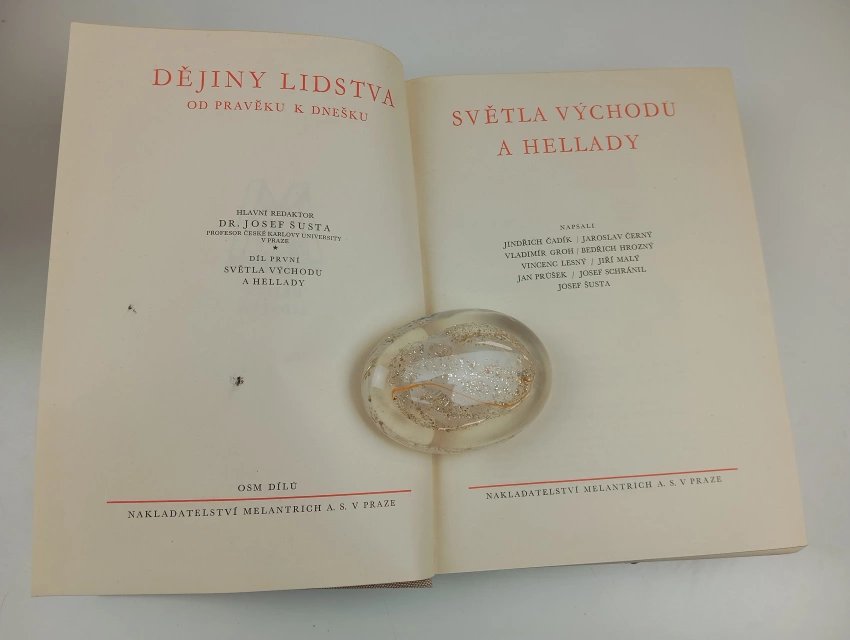 DĚJINY LIDSTVA
OD PRAVĚKU K DNEŠKU
HLAVNÍ REDAKTOR
DR. JOSEF ŠUSTA
PROFESOR ČESKÉ KARLOVY UNIVERSITY
V PRAZE
★
DÍL PRVNÍ
SVĚTLA VÝCHODU
A HELLADY
OSM DÍLŮ
NAKLADATELSTVÍ MELANTRICH A. S. V PRAZE
SVĚTLA VÝCHODU
A HELLADY
NAPSALI
JINDŘICH ČADÍK / JAROSLAV ČERNÝ
VLADIMÍR GROH / BEDŘICH HROZNÝ
VINCENC LESNÝ / JIŘÍ MALÝ
JAN PRŮŠEK / JOSEF SCHRÁNIL
JOSEF ŠUSTA
NAKLADATELSTVÍ MELANTRICH A. S. V PRAZE